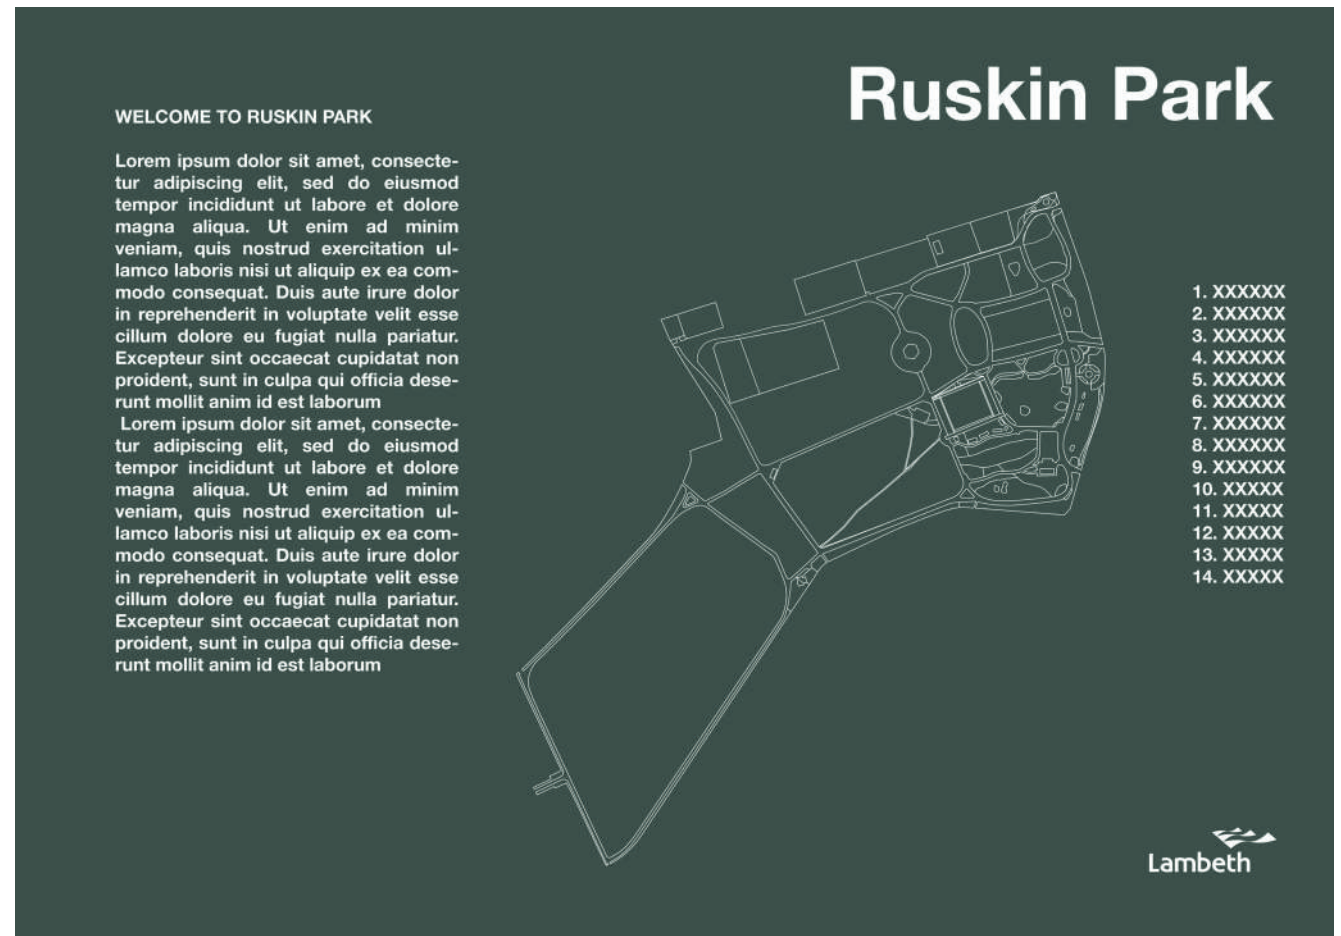 Ruskin Park
WELCOME TO RUSKIN PARK
Lorem ipsum dolor sit amet, consecte-
tur adipiscing elit, sed do eiusmod
tempor incididunt ut labore et dolore
magna aliqua. Ut enim ad minim
veniam, quis nostrud exercitation ul-
lamco laboris nisi ut aliquip ex ea com-
modo consequat. Duis aute irure dolor
in reprehenderit in voluptate velit esse
cillum dolore eu fugiat nulla pariatur.
Excepteur sint occaecat cupidatat non
proident, sunt in culpa qui officia dese-
runt mollit anim id est laborum
Lorem ipsum dolor sit amet, consecte-
tur adipiscing elit, sed do eiusmod
tempor incididunt ut labore et dolore
magna aliqua. Ut enim ad minim
veniam, quis nostrud exercitation ul-
lamco laboris nisi ut aliquip ex ea com-
modo consequat. Duis aute irure dolor
in reprehenderit in voluptate velit esse
cillum dolore eu fugiat nulla pariatur.
Excepteur sint occaecat cupidatat non
proident, sunt in culpa qui officia dese-
runt mollit anim id est laborum
1. XXXXXX
2. XXXXXX
3. XXXXXX
4. XXXXXX
5. XXXXXX
6. XXXXXX
7. XXXXXX
8. XXXXXX
9. XXXXXX
10. XXXXX
11. XXXXX
12. XXXXX
13. XXXXX
14. XXXXX
Lambeth